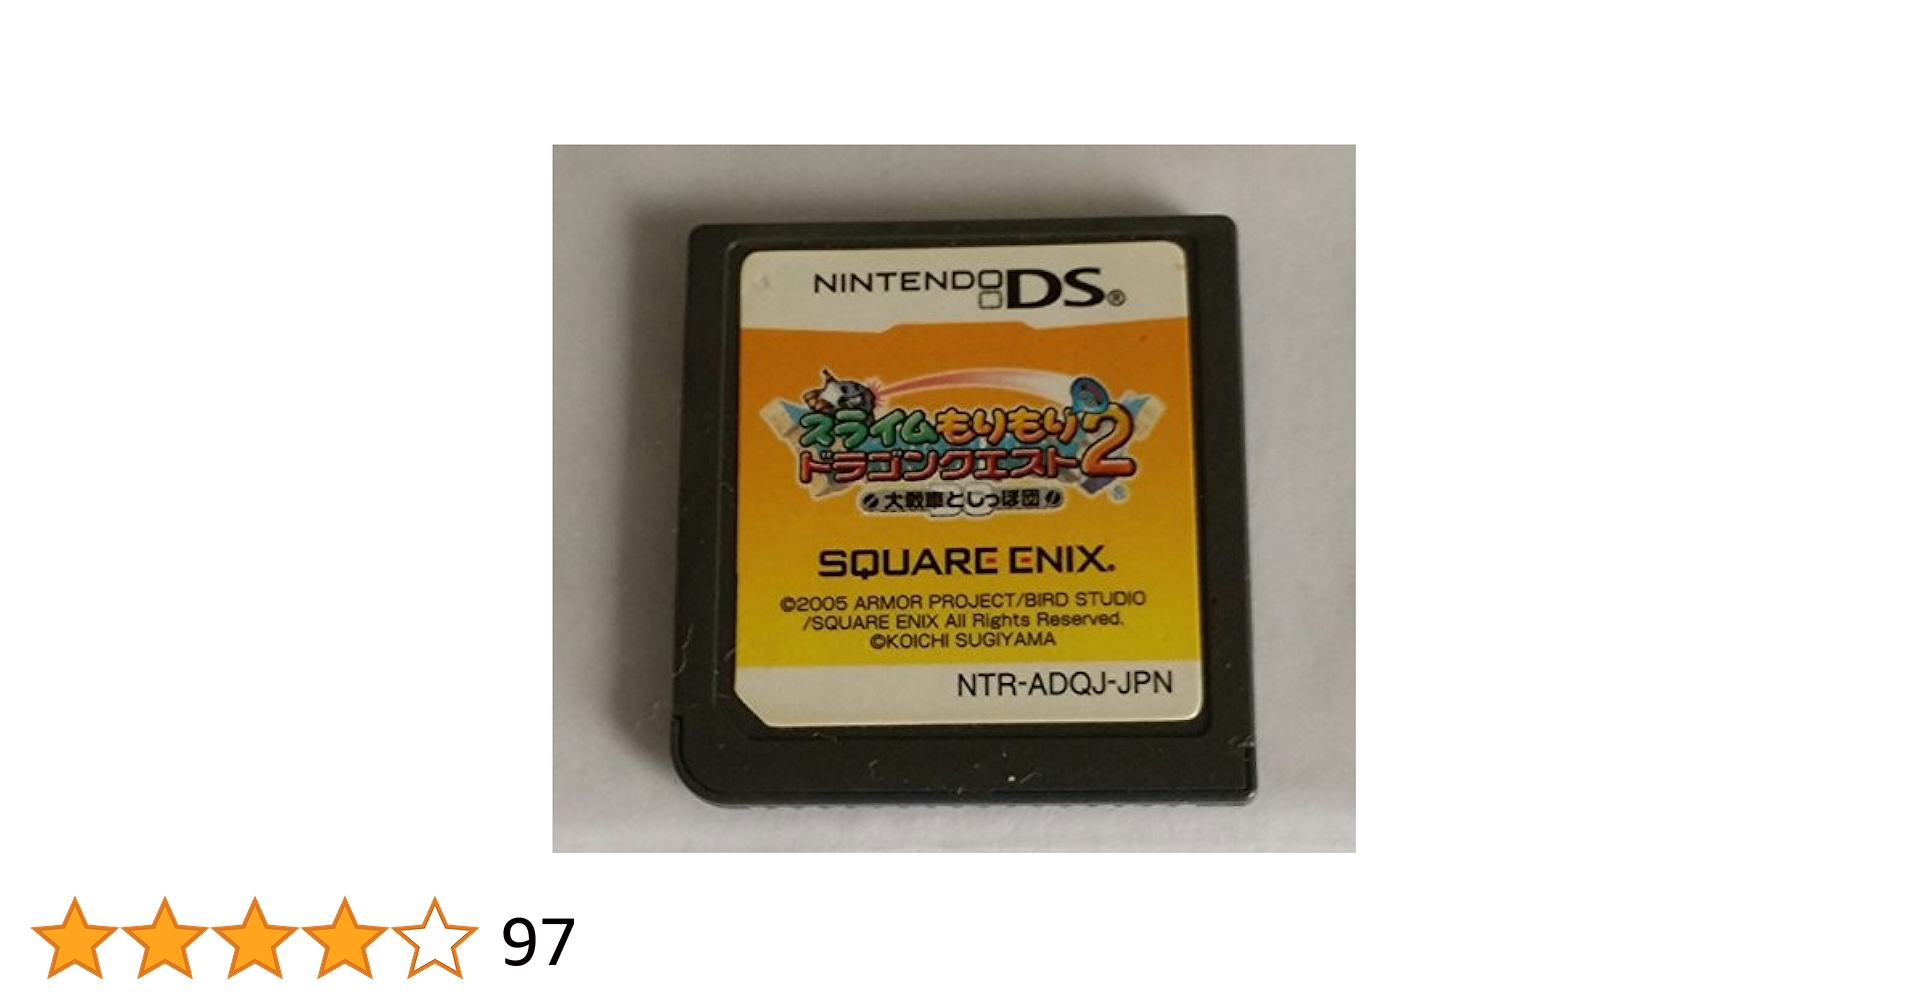 NINTENDO DS®
スライムもりもり
ドラゴンクエスト2
大戦車としっぽ団
SQUARE ENIX.
©2005 ARMOR PROJECT/BIRD STUDIO
/SQUARE ENIX All Rights Reserved.
©KOICHI SUGIYAMA
NTR-ADQJ-JPN
97